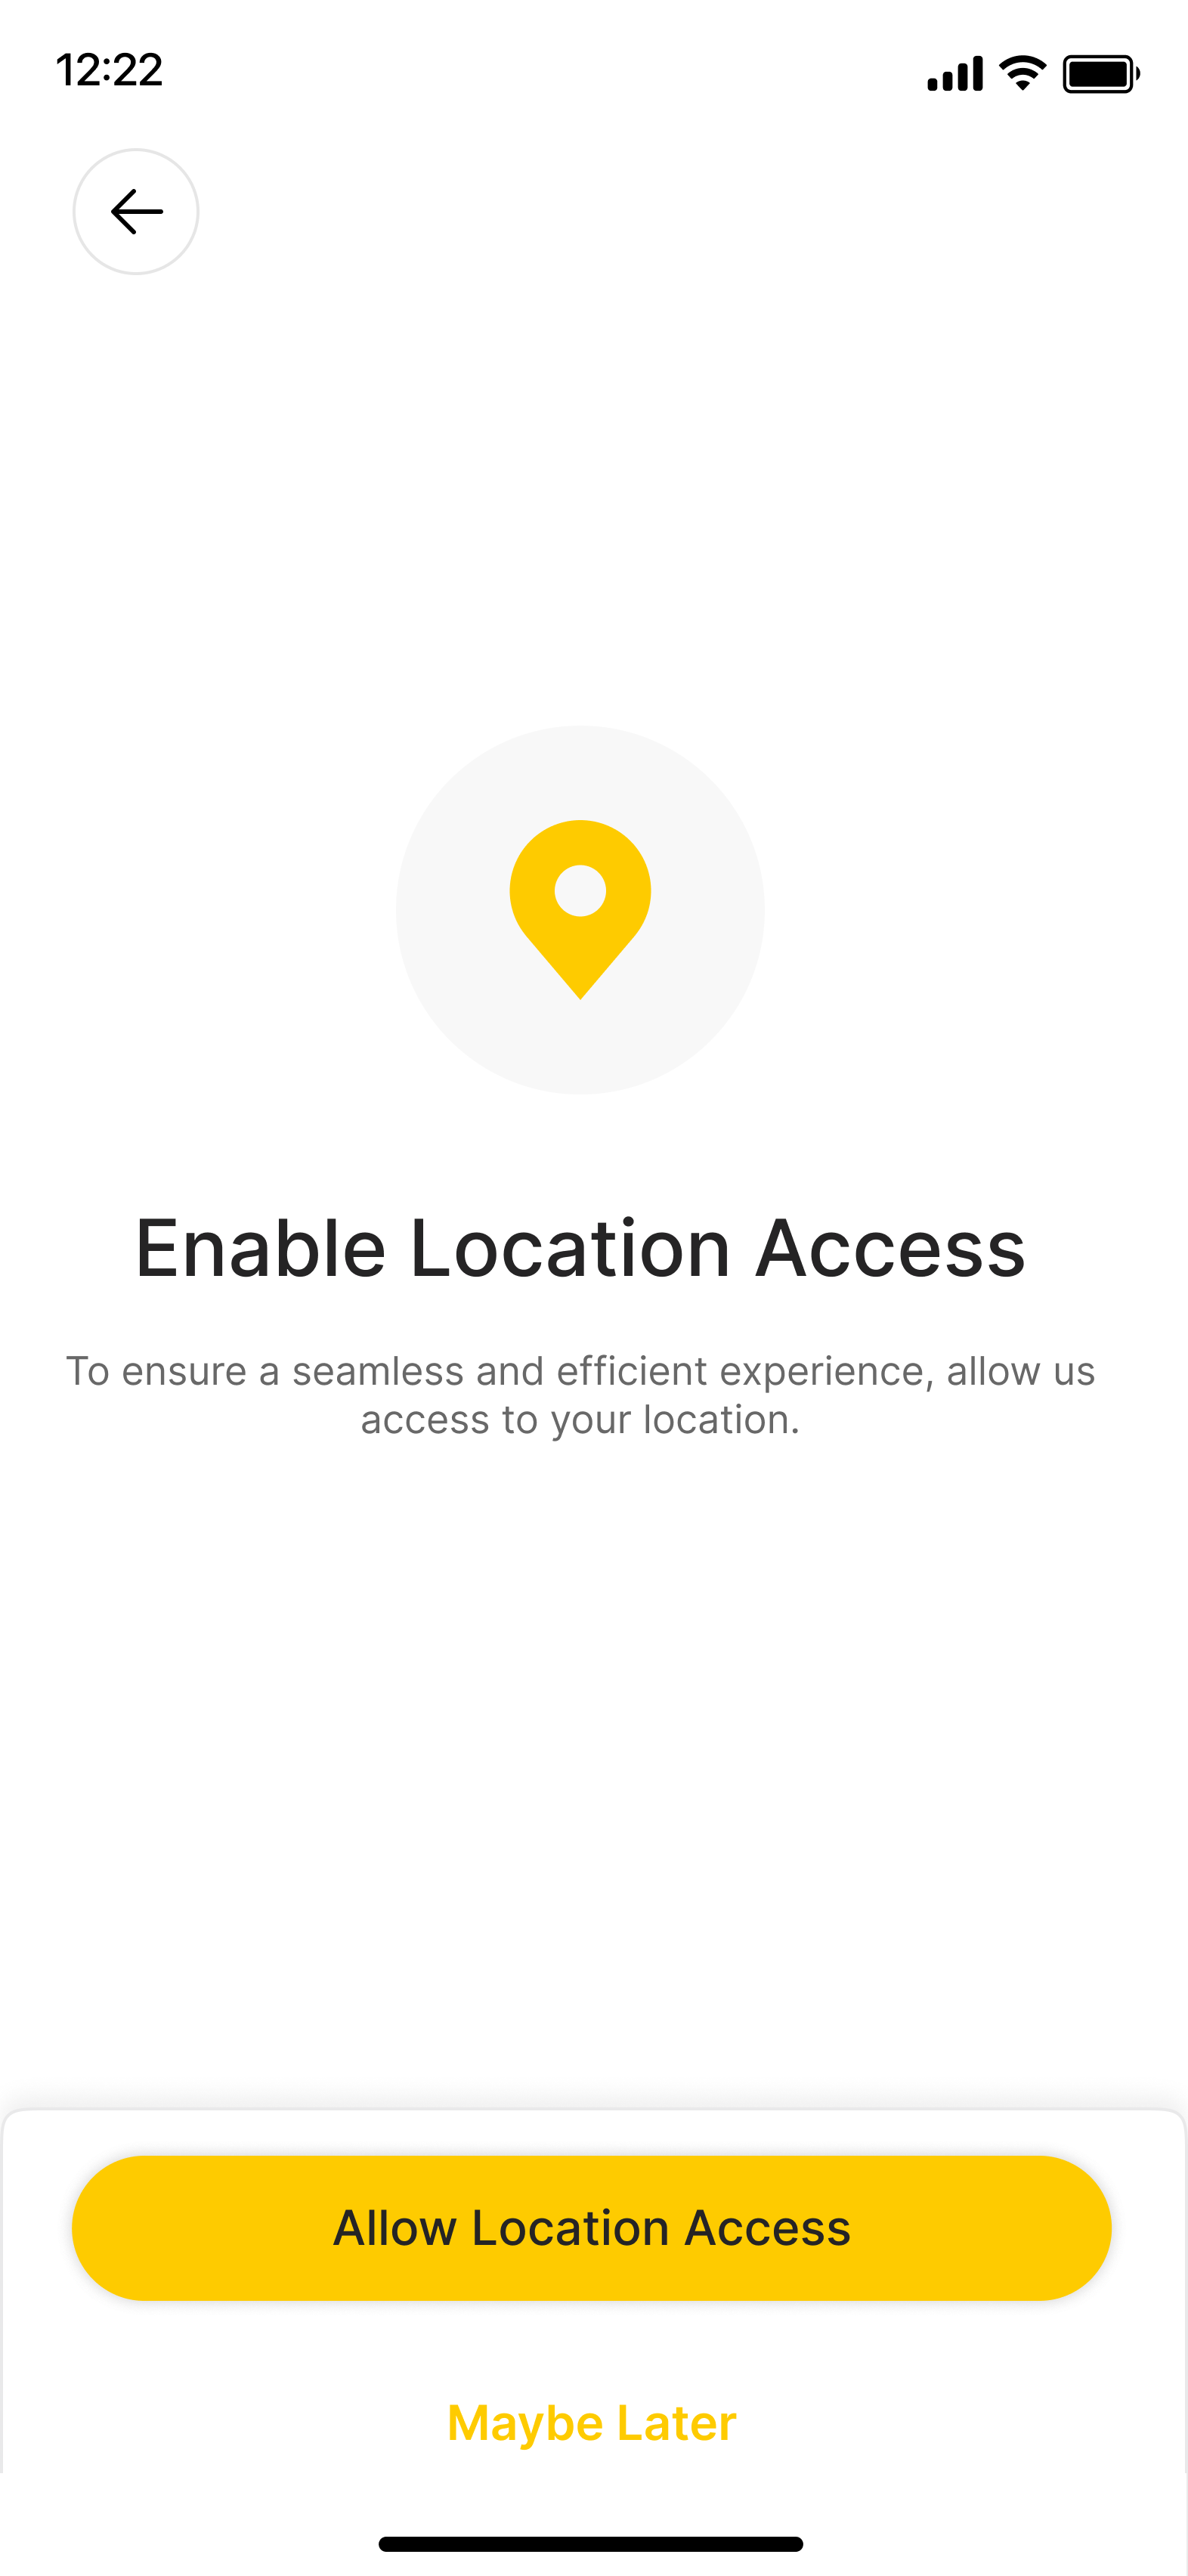 12:22
Enable Location Access
To ensure a seamless and efficient experience, allow us
access to your location.
Allow Location Access
Maybe Later